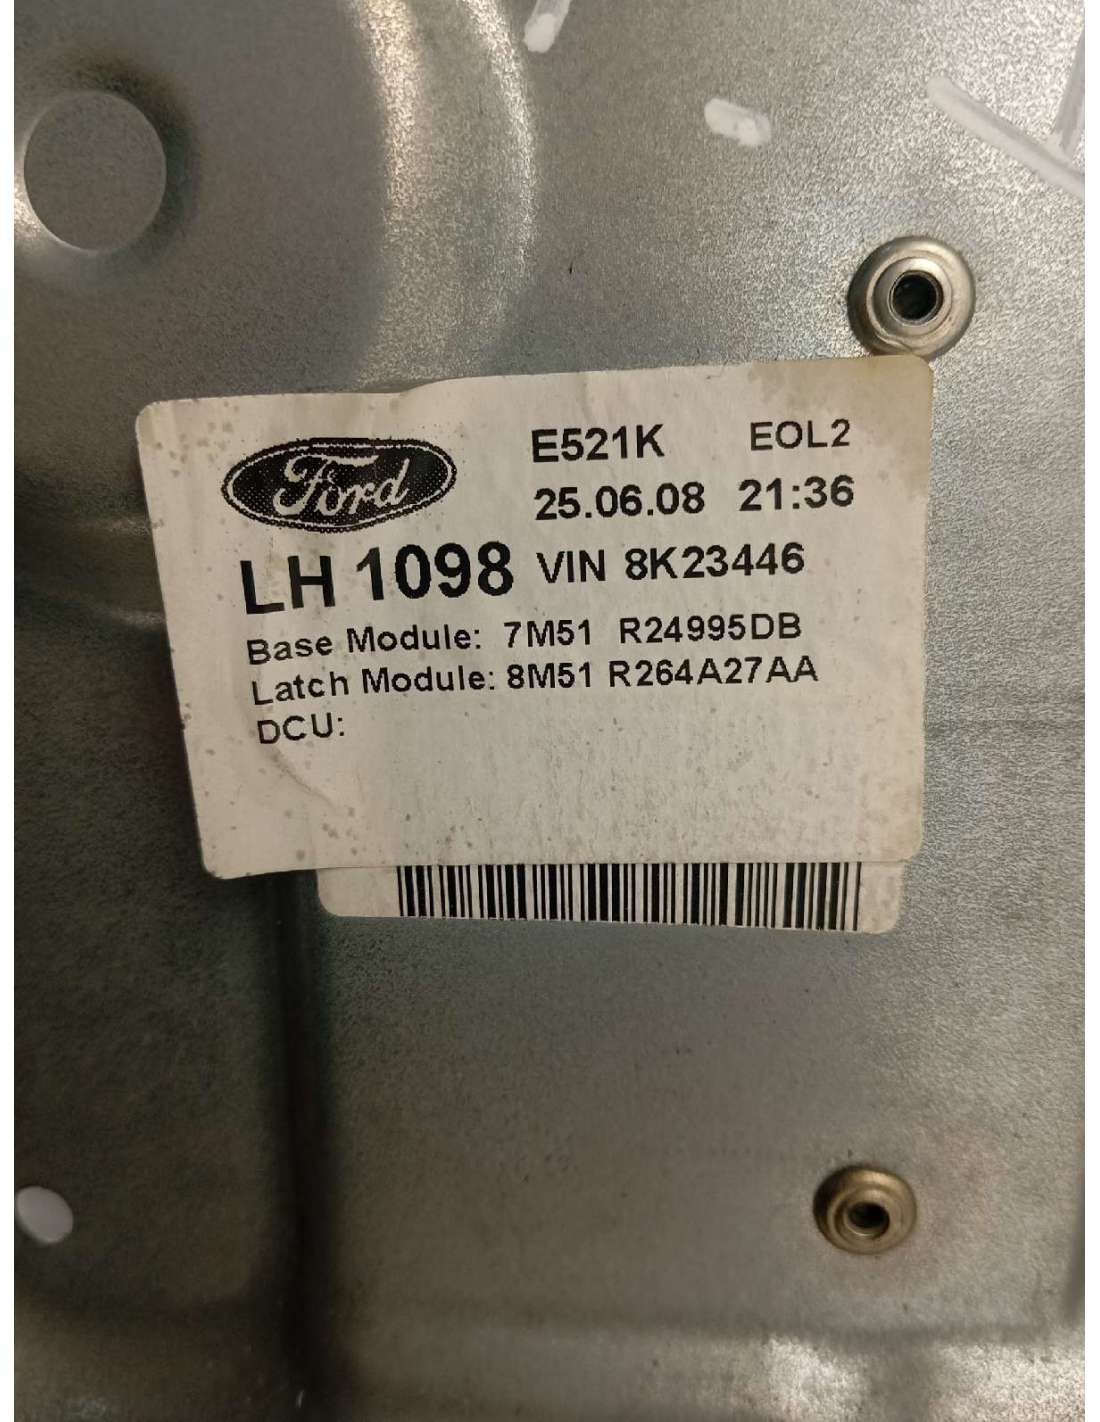 Ford
E521K EOL2
25.06.08 21:36
LH 1098 VIN 8K23446
Base Module: 7M51 R24995DB
Latch Module: 8M51 R264A27AA
DCU: